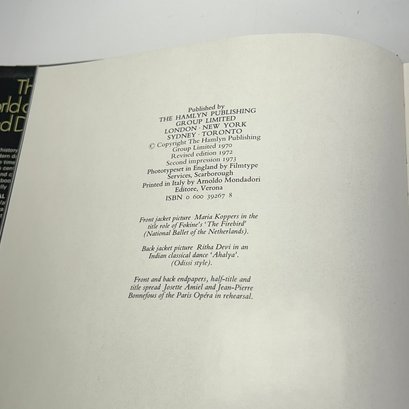 Th
orld o
d D
history
Published by
THE HAMLYN PUBLISHING
GROUP LIMITED
LONDON · NEW YORK
SYDNEY · TORONTO
© Copyright The Hamlyn Publishing
Group Limited 1970
Revised edition 1972
Second impression 1973
Phototypeset in England by Filmtype
Services, Scarborough
Printed in Italy by Arnoldo Mondadori
Editore, Verona
ISBN 0 600 39267 8
Front jacket picture Maria Koppers in the
title role of Fokine's 'The Firebird'
(National Ballet of the Netherlands).
Back jacket picture Ritha Devi in an
Indian classical dance 'Ahalya'.
(Odissi style).
Front and back endpapers, half-title and
title spread Josette Amiel and Jean-Pierre
Bonnefous of the Paris Opéra in rehearsal.